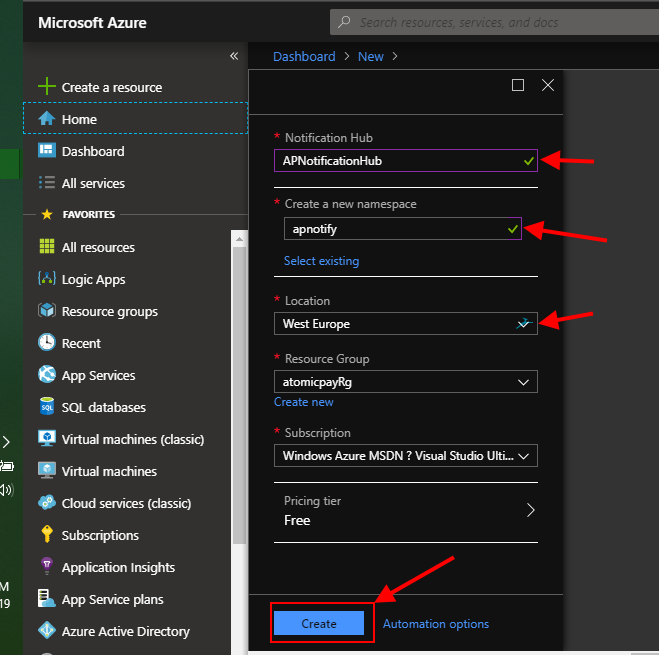 Microsoft Azure
Search resources, services, and docs
«
Create a resource
Home
Dashboard
All services
FAVORITES
All resources
Logic Apps
Resource groups
Recent
App Services
SQL databases
Virtual machines (classic)
Virtual machines
Cloud services (classic)
Subscriptions
Application Insights
App Service plans
Azure Active Directory
Dashboard > New >
* Notification Hub
APNotificationHub
* Create a new namespace
apnotify
Select existing
* Location
West Europe
* Resource Group
atomicpayRg
Create new
* Subscription
Windows Azure MSDN ? Visual Studio Ulti...
Pricing tier
Free
Create
Automation options
M
19